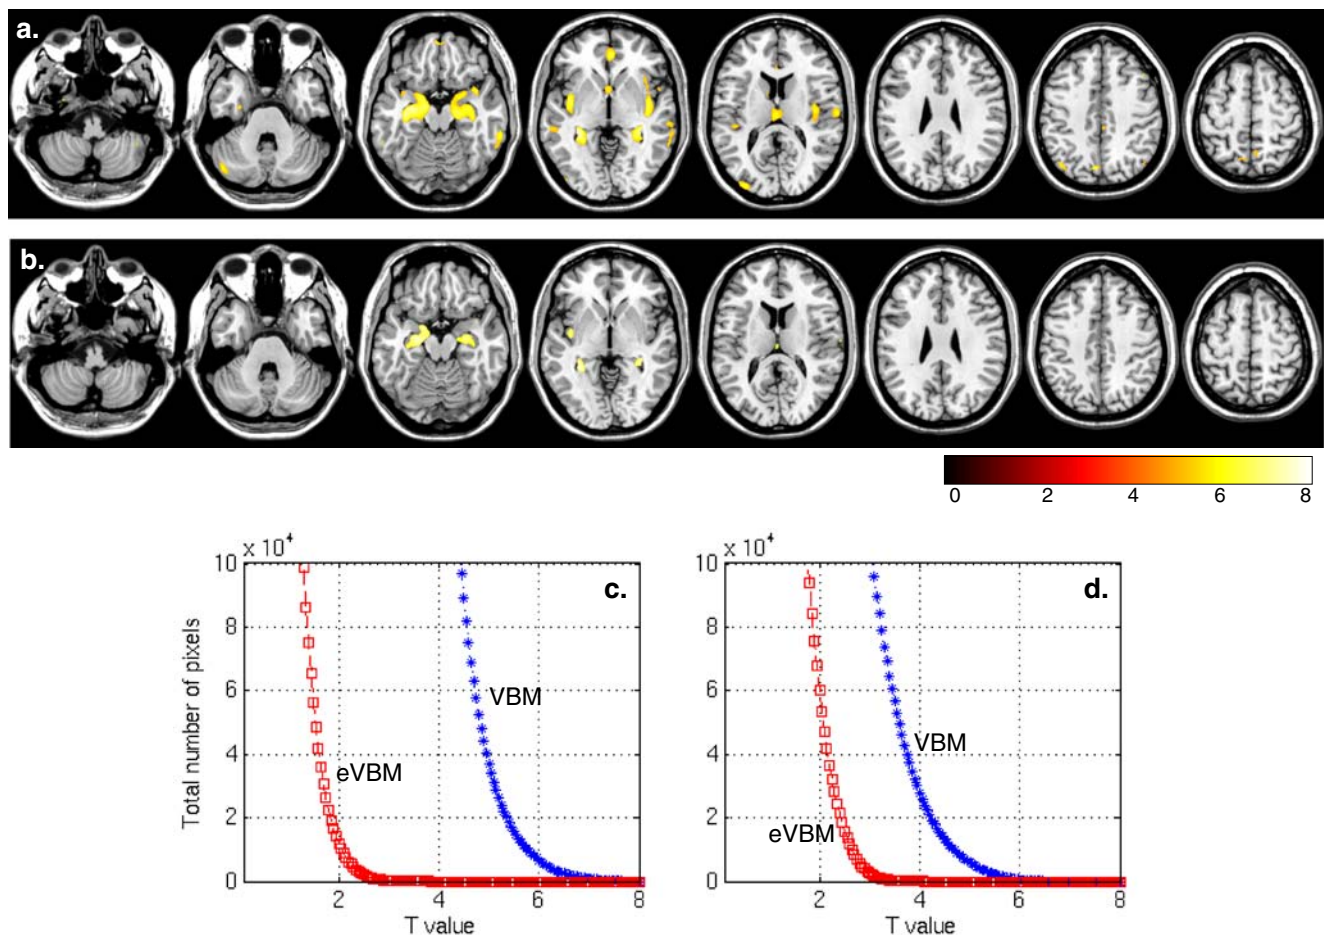 a.
b.
0 2 4 6 8
x 10⁴
10
8
6
4
2
0
Total number of pixels
c.
VBM
eVBM
2 4 6 8
T value
x 10⁴
10
8
6
4
2
0
d.
VBM
eVBM
2 4 6 8
T value